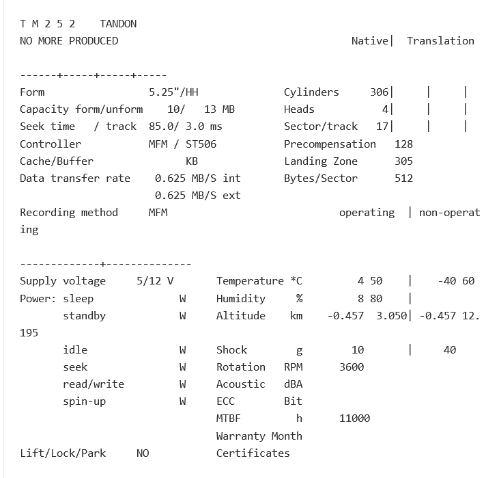 T M 2 5 2    TANDON
NO MORE PRODUCED                                      Native|   Translation
------+-----+-----+-----
Form                 5.25"/HH             Cylinders     306|     |     |
Capacity form/unform    10/   13 MB       Heads           4|     |     |
Seek time   / track  85.0/ 3.0 ms         Sector/track   17|     |     |
Controller           MFM / ST506          Precompensation   128
Cache/Buffer               KB             Landing Zone      305
Data transfer rate    0.625 MB/S int      Bytes/Sector      512
                      0.625 MB/S ext
Recording method     MFM                            operating  | non-operat
ing
-------------+--------------
Supply voltage     5/12 V       Temperature *C         4 50    |    -40 60
Power: sleep              W     Humidity     %         8 80    |
       standby            W     Altitude    km    -0.457  3.050| -0.457 12.
195
       idle               W     Shock        g        10       |     40
       seek               W     Rotation   RPM      3600
       read/write         W     Acoustic   dBA
       spin-up            W     ECC        Bit
                                MTBF         h      11000
                                Warranty Month
Lift/Lock/Park     NO           Certificates